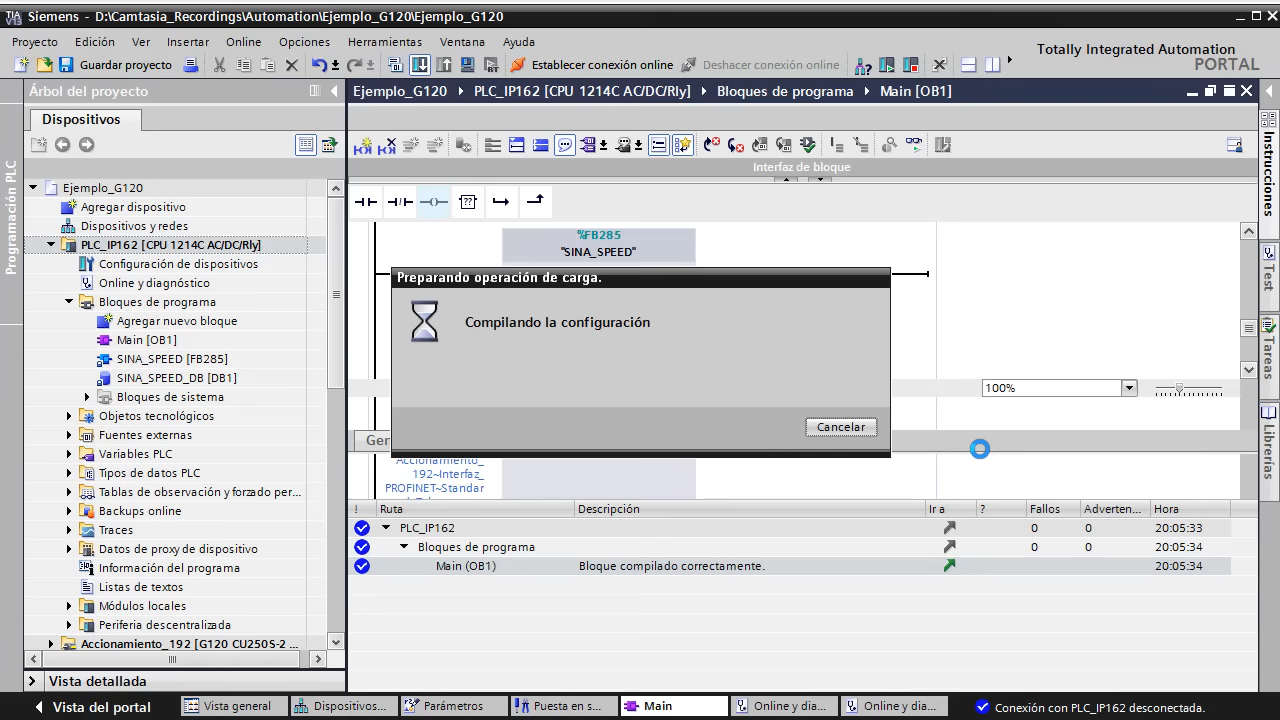 Siemens - D:\Camtasia_Recordings\Automation\Ejemplo_G120\Ejemplo_G120
Proyecto Edición Ver Insertar Online Opciones Herramientas Ventana Ayuda
Totally Integrated Automation
PORTAL
Guardar proyecto Establecer conexión online Deshacer conexión online
Árbol del proyecto
Ejemplo_G120 PLC_IP162 [CPU 1214C AC/DC/Rly] Bloques de programa Main [OB1]
Dispositivos
Programación PLC
Interfaz de bloque
Ejemplo_G120
Agregar dispositivo
Dispositivos y redes
PLC_IP162 [CPU 1214C AC/DC/Rly]
Configuración de dispositivos
Online y diagnóstico
Bloques de programa
Agregar nuevo bloque
Main [OB1]
SINA_SPEED [FB285]
SINA_SPEED_DB [DB1]
Bloques de sistema
Objetos tecnológicos
Fuentes externas
Variables PLC
Tipos de datos PLC
Tablas de observación y forzado per...
Backups online
Traces
Datos de proxy de dispositivo
Información del programa
Listas de textos
Módulos locales
Periferia descentralizada
Accionamiento_192 [G120 CU250S-2 ...
Vista detallada
%FB285
"SINA_SPEED"
Preparando operación de carga.
Compilando la configuración
Cancelar
100%
Gen
Accionamiento_
192~Interfaz_
PROFINET~Standar
! Ruta Descripción Ir a ? Fallos Adverten... Hora
PLC_IP162 0 0 20:05:33
Bloques de programa 0 0 20:05:34
Main (OB1) Bloque compilado correctamente. 20:05:34
Instrucciones
Test
Tareas
Librerías
Vista del portal Vista general Dispositivos... Parámetros Puesta en s... Main Online y dia... Online y dia... Conexión con PLC_IP162 desconectada.